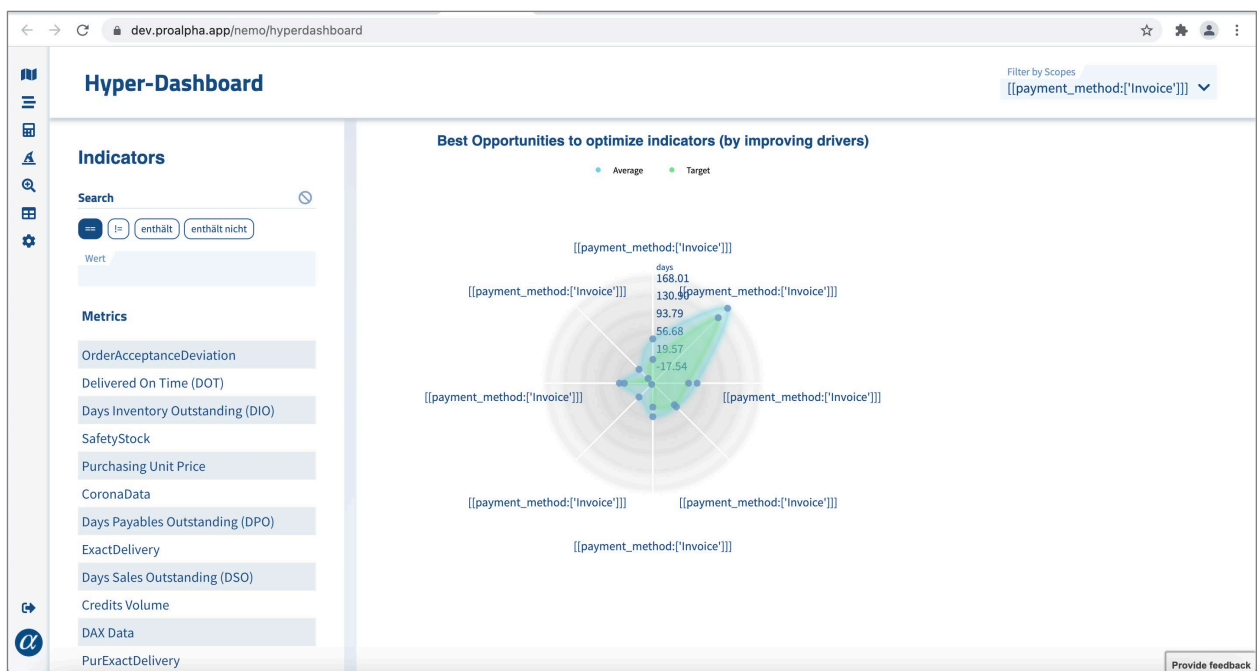 dev.proalpha.app/nemo/hyperdashboard
Hyper-Dashboard
Filter by Scopes
[[payment_method:['Invoice']]]
Indicators
Search
==
!=
enthält
enthält nicht
Wert
Metrics
OrderAcceptanceDeviation
Delivered On Time (DOT)
Days Inventory Outstanding (DIO)
SafetyStock
Purchasing Unit Price
CoronaData
Days Payables Outstanding (DPO)
ExactDelivery
Days Sales Outstanding (DSO)
Credits Volume
DAX Data
PurExactDelivery
α
Best Opportunities to optimize indicators (by improving drivers)
Average
Target
[[payment_method:['Invoice']]]
days
168.01
[[payment_method:['Invoice']]]
130.90
[[payment_method:['Invoice']]]
93.79
56.68
19.57
-17.54
[[payment_method:['Invoice']]]
[[payment_method:['Invoice']]]
[[payment_method:['Invoice']]]
[[payment_method:['Invoice']]]
[[payment_method:['Invoice']]]
Provide feedback